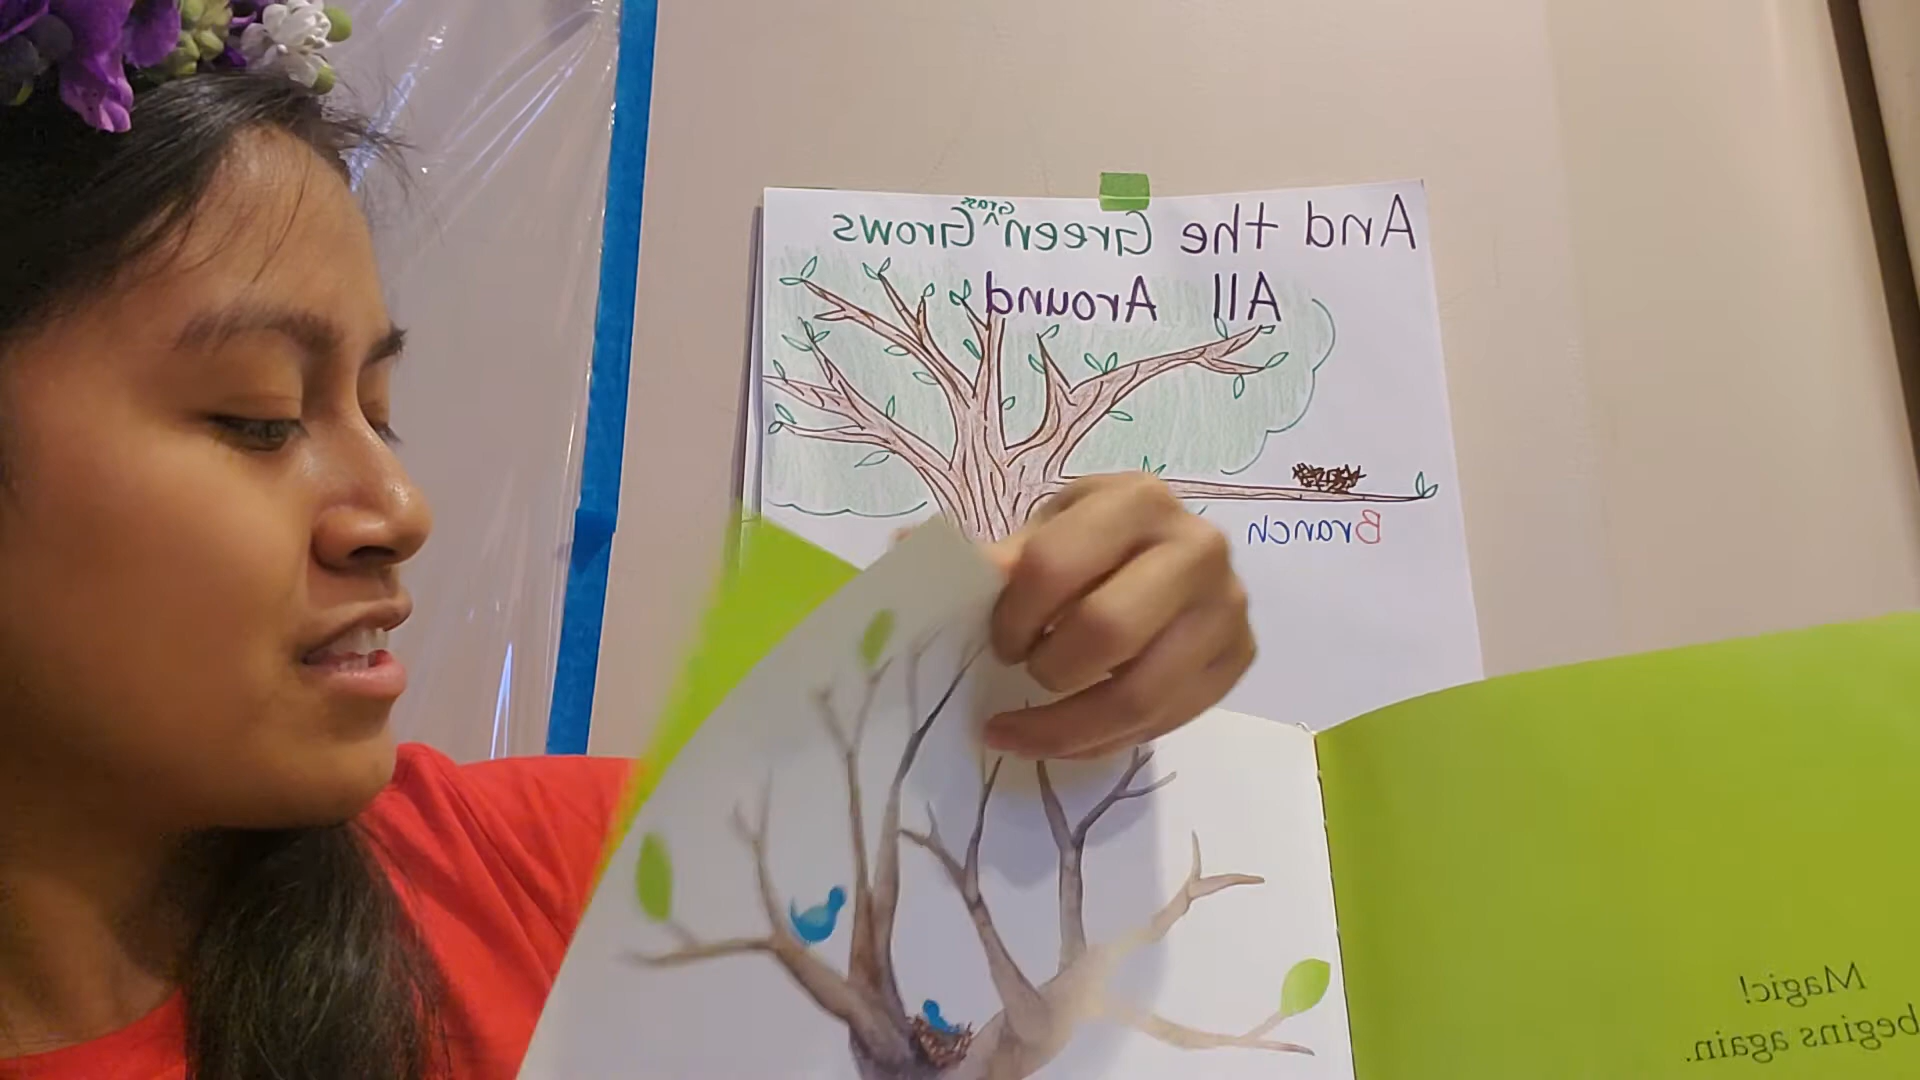 And the Green ^ Grows
Grass
All Around
Branch
Magic!
begins again.